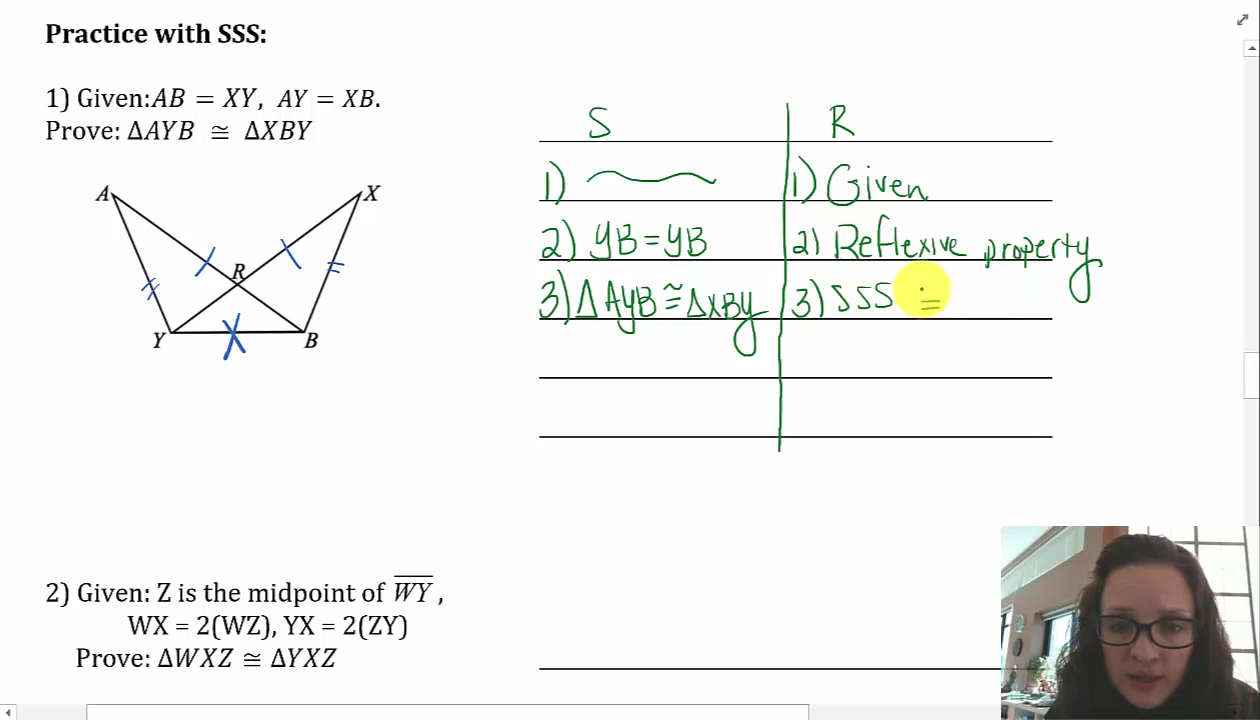 Practice with SSS:
1) Given:AB = XY, AY = XB.
Prove: ΔAYB ≅ ΔXBY
A
X
R
Y
B
S R
1) 1) Given
2) YB = YB 2) Reflexive property
3) ΔAYB ≅ ΔXBY 3) SSS =
2) Given: Z is the midpoint of W͞Y͞ ,
WX = 2(WZ), YX = 2(ZY)
Prove: ΔWXZ ≅ ΔYXZ